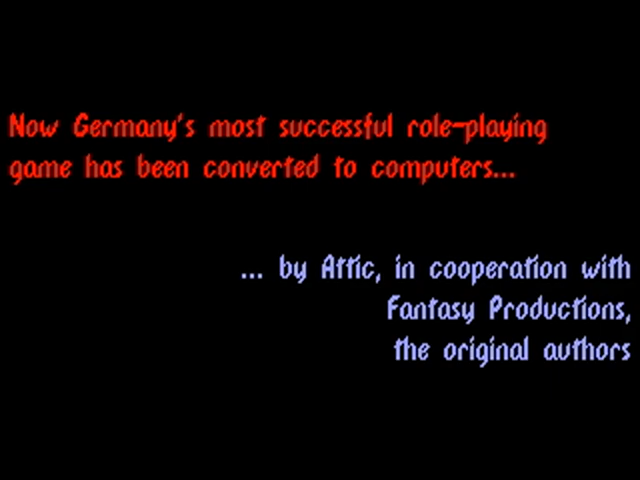 Now Germany's most successful role-playing
game has been converted to computers...
... by Attic, in cooperation with
Fantasy Productions,
the original authors